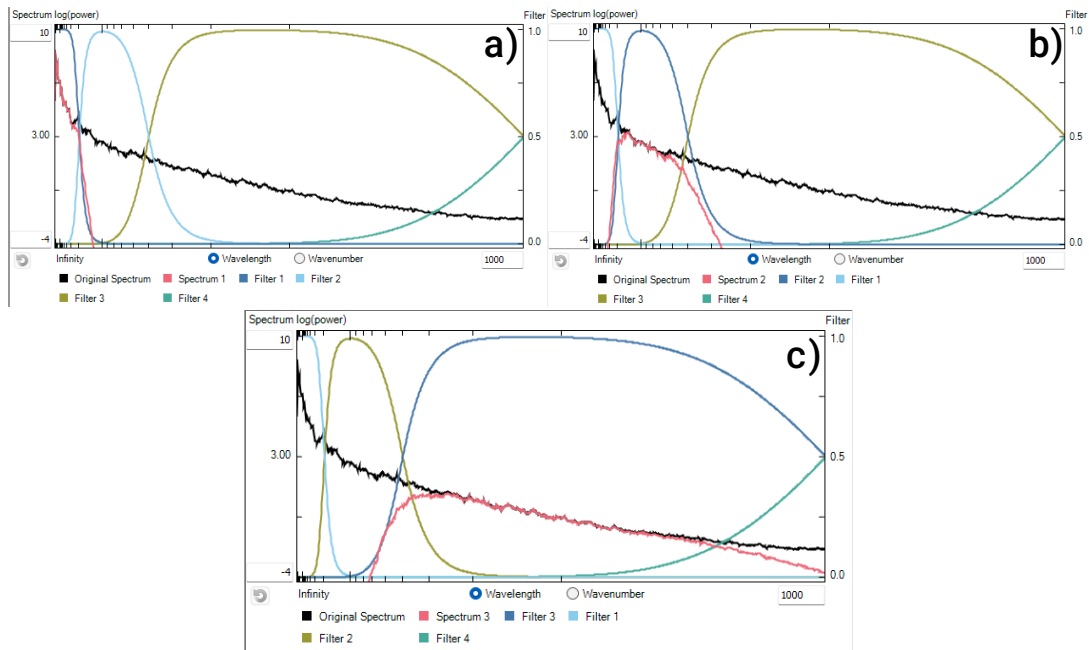 Spectrum log(power) Filter
10 1.0
a)
3.00 0.5
-4 0.0
Infinity Wavelength Wavenumber 1000
Original Spectrum Spectrum 1 Filter 1 Filter 2
Filter 3 Filter 4
Spectrum log(power) Filter
10 1.0
b)
3.00 0.5
-4 0.0
Infinity Wavelength Wavenumber 1000
Original Spectrum Spectrum 2 Filter 2 Filter 1
Filter 3 Filter 4
Spectrum log(power) Filter
10 1.0
c)
3.00 0.5
-4 0.0
Infinity Wavelength Wavenumber 1000
Original Spectrum Spectrum 3 Filter 3 Filter 1
Filter 2 Filter 4